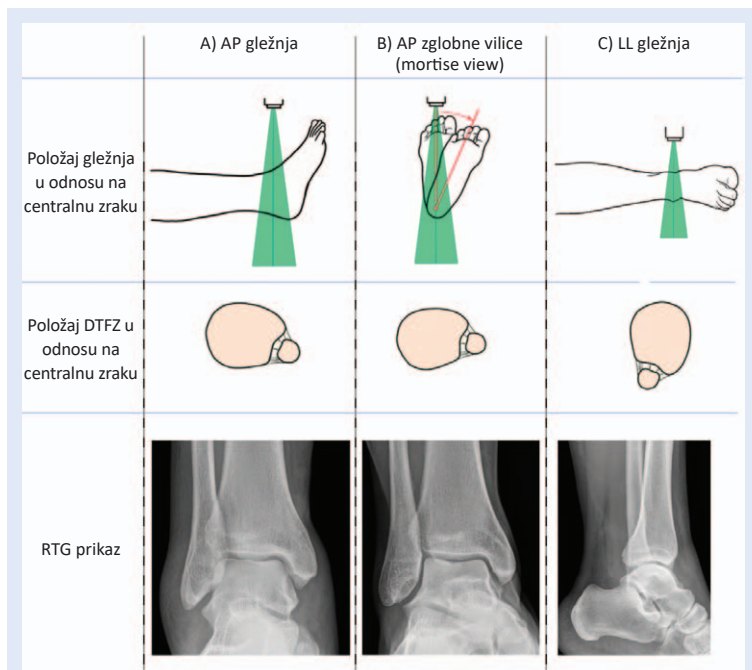 A) AP gležnja
B) AP zglobne vilice
(mortise view)
C) LL gležnja
Položaj gležnja
u odnosu na
centralnu zraku
Položaj DTFZ u
odnosu na
centralnu zraku
RTG prikaz